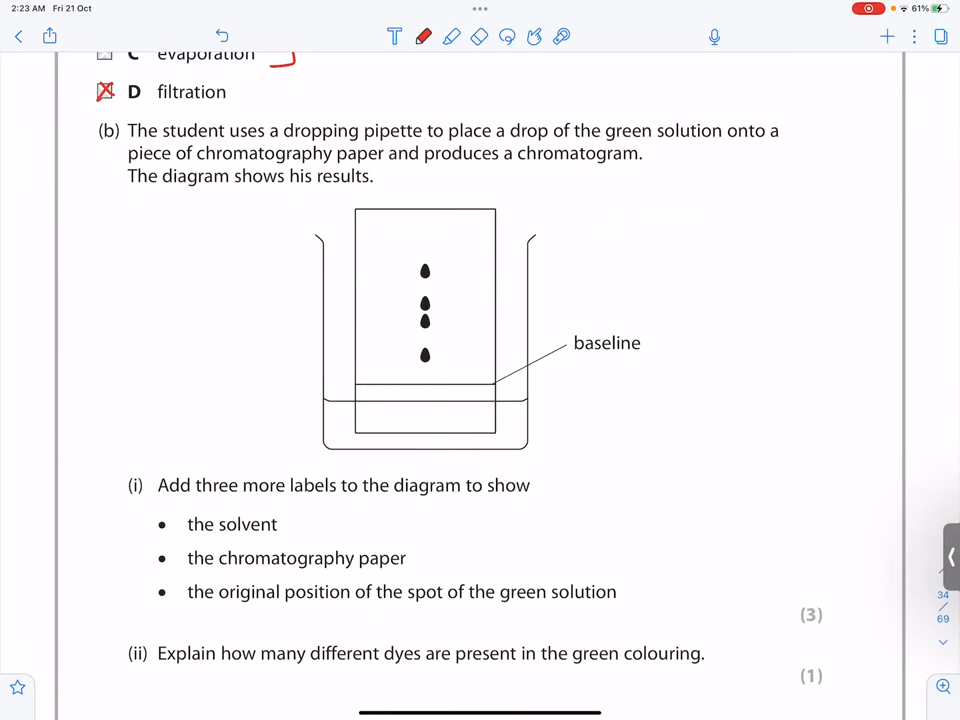 2:23 AM Fri 21 Oct
61%
C evaporation
D filtration
(b) The student uses a dropping pipette to place a drop of the green solution onto a
piece of chromatography paper and produces a chromatogram.
The diagram shows his results.
baseline
(i) Add three more labels to the diagram to show
• the solvent
• the chromatography paper
• the original position of the spot of the green solution
(3)
(ii) Explain how many different dyes are present in the green colouring.
(1)
34
/
69